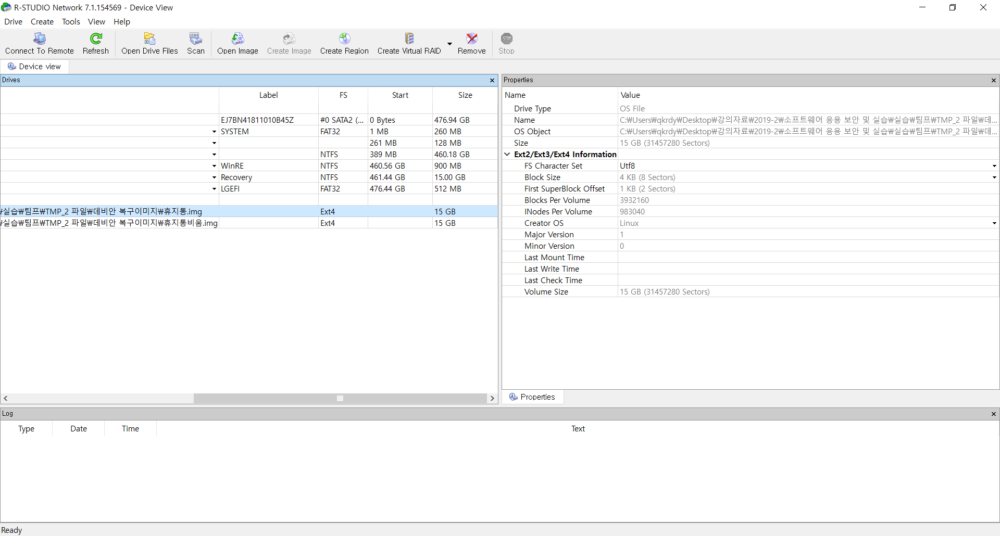 R-STUDIO Network 7.1.154569 - Device View
Drive Create Tools View Help
Connect To Remote Refresh Open Drive Files Scan Open Image Create Image Create Region Create Virtual RAID Remove STOP Stop
Device view
Drives
Label FS Start Size
EJ7BN41811010B45Z #0 SATA2 (... 0 Bytes 476.94 GB
SYSTEM FAT32 1 MB 260 MB
261 MB 128 MB
NTFS 389 MB 460.18 GB
WinRE NTFS 460.56 GB 900 MB
Recovery NTFS 461.44 GB 15.00 GB
LGEFI FAT32 476.44 GB 512 MB
₩실습₩팀프₩TMP_2 파일₩데비안 복구이미지₩휴지통.img Ext4 15 GB
₩실습₩팀프₩TMP_2 파일₩데비안 복구이미지₩휴지통비움.img Ext4 15 GB
Properties
Name Value
Drive Type OS File
Name C:₩Users₩qkrdy₩Desktop₩강의자료₩2019-2₩소프트웨어 응용 보안 및 실습₩실습₩팀프₩TMP_2 파일₩데...
OS Object C:₩Users₩qkrdy₩Desktop₩강의자료₩2019-2₩소프트웨어 응용 보안 및 실습₩실습₩팀프₩TMP_2 파일₩데...
Size 15 GB (31457280 Sectors)
Ext2/Ext3/Ext4 Information
FS Character Set Utf8
Block Size 4 KB (8 Sectors)
First SuperBlock Offset 1 KB (2 Sectors)
Blocks Per Volume 3932160
INodes Per Volume 983040
Creator OS Linux
Major Version 1
Minor Version 0
Last Mount Time
Last Write Time
Last Check Time
Volume Size 15 GB (31457280 Sectors)
Properties
Log
Type Date Time Text
Ready